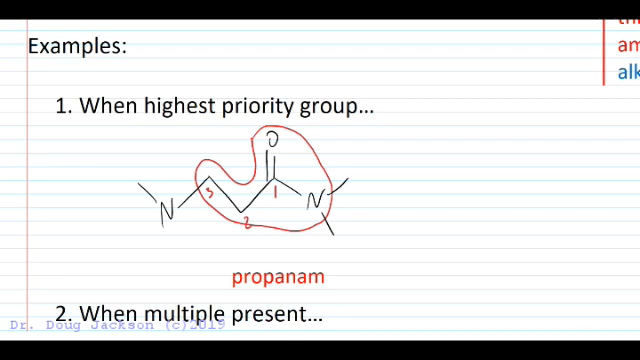 Examples:
am
alk
1. When highest priority group...
O
N
3
2
1
N
propanam
2. When multiple present...
Dr. Doug Jackson (c)2019